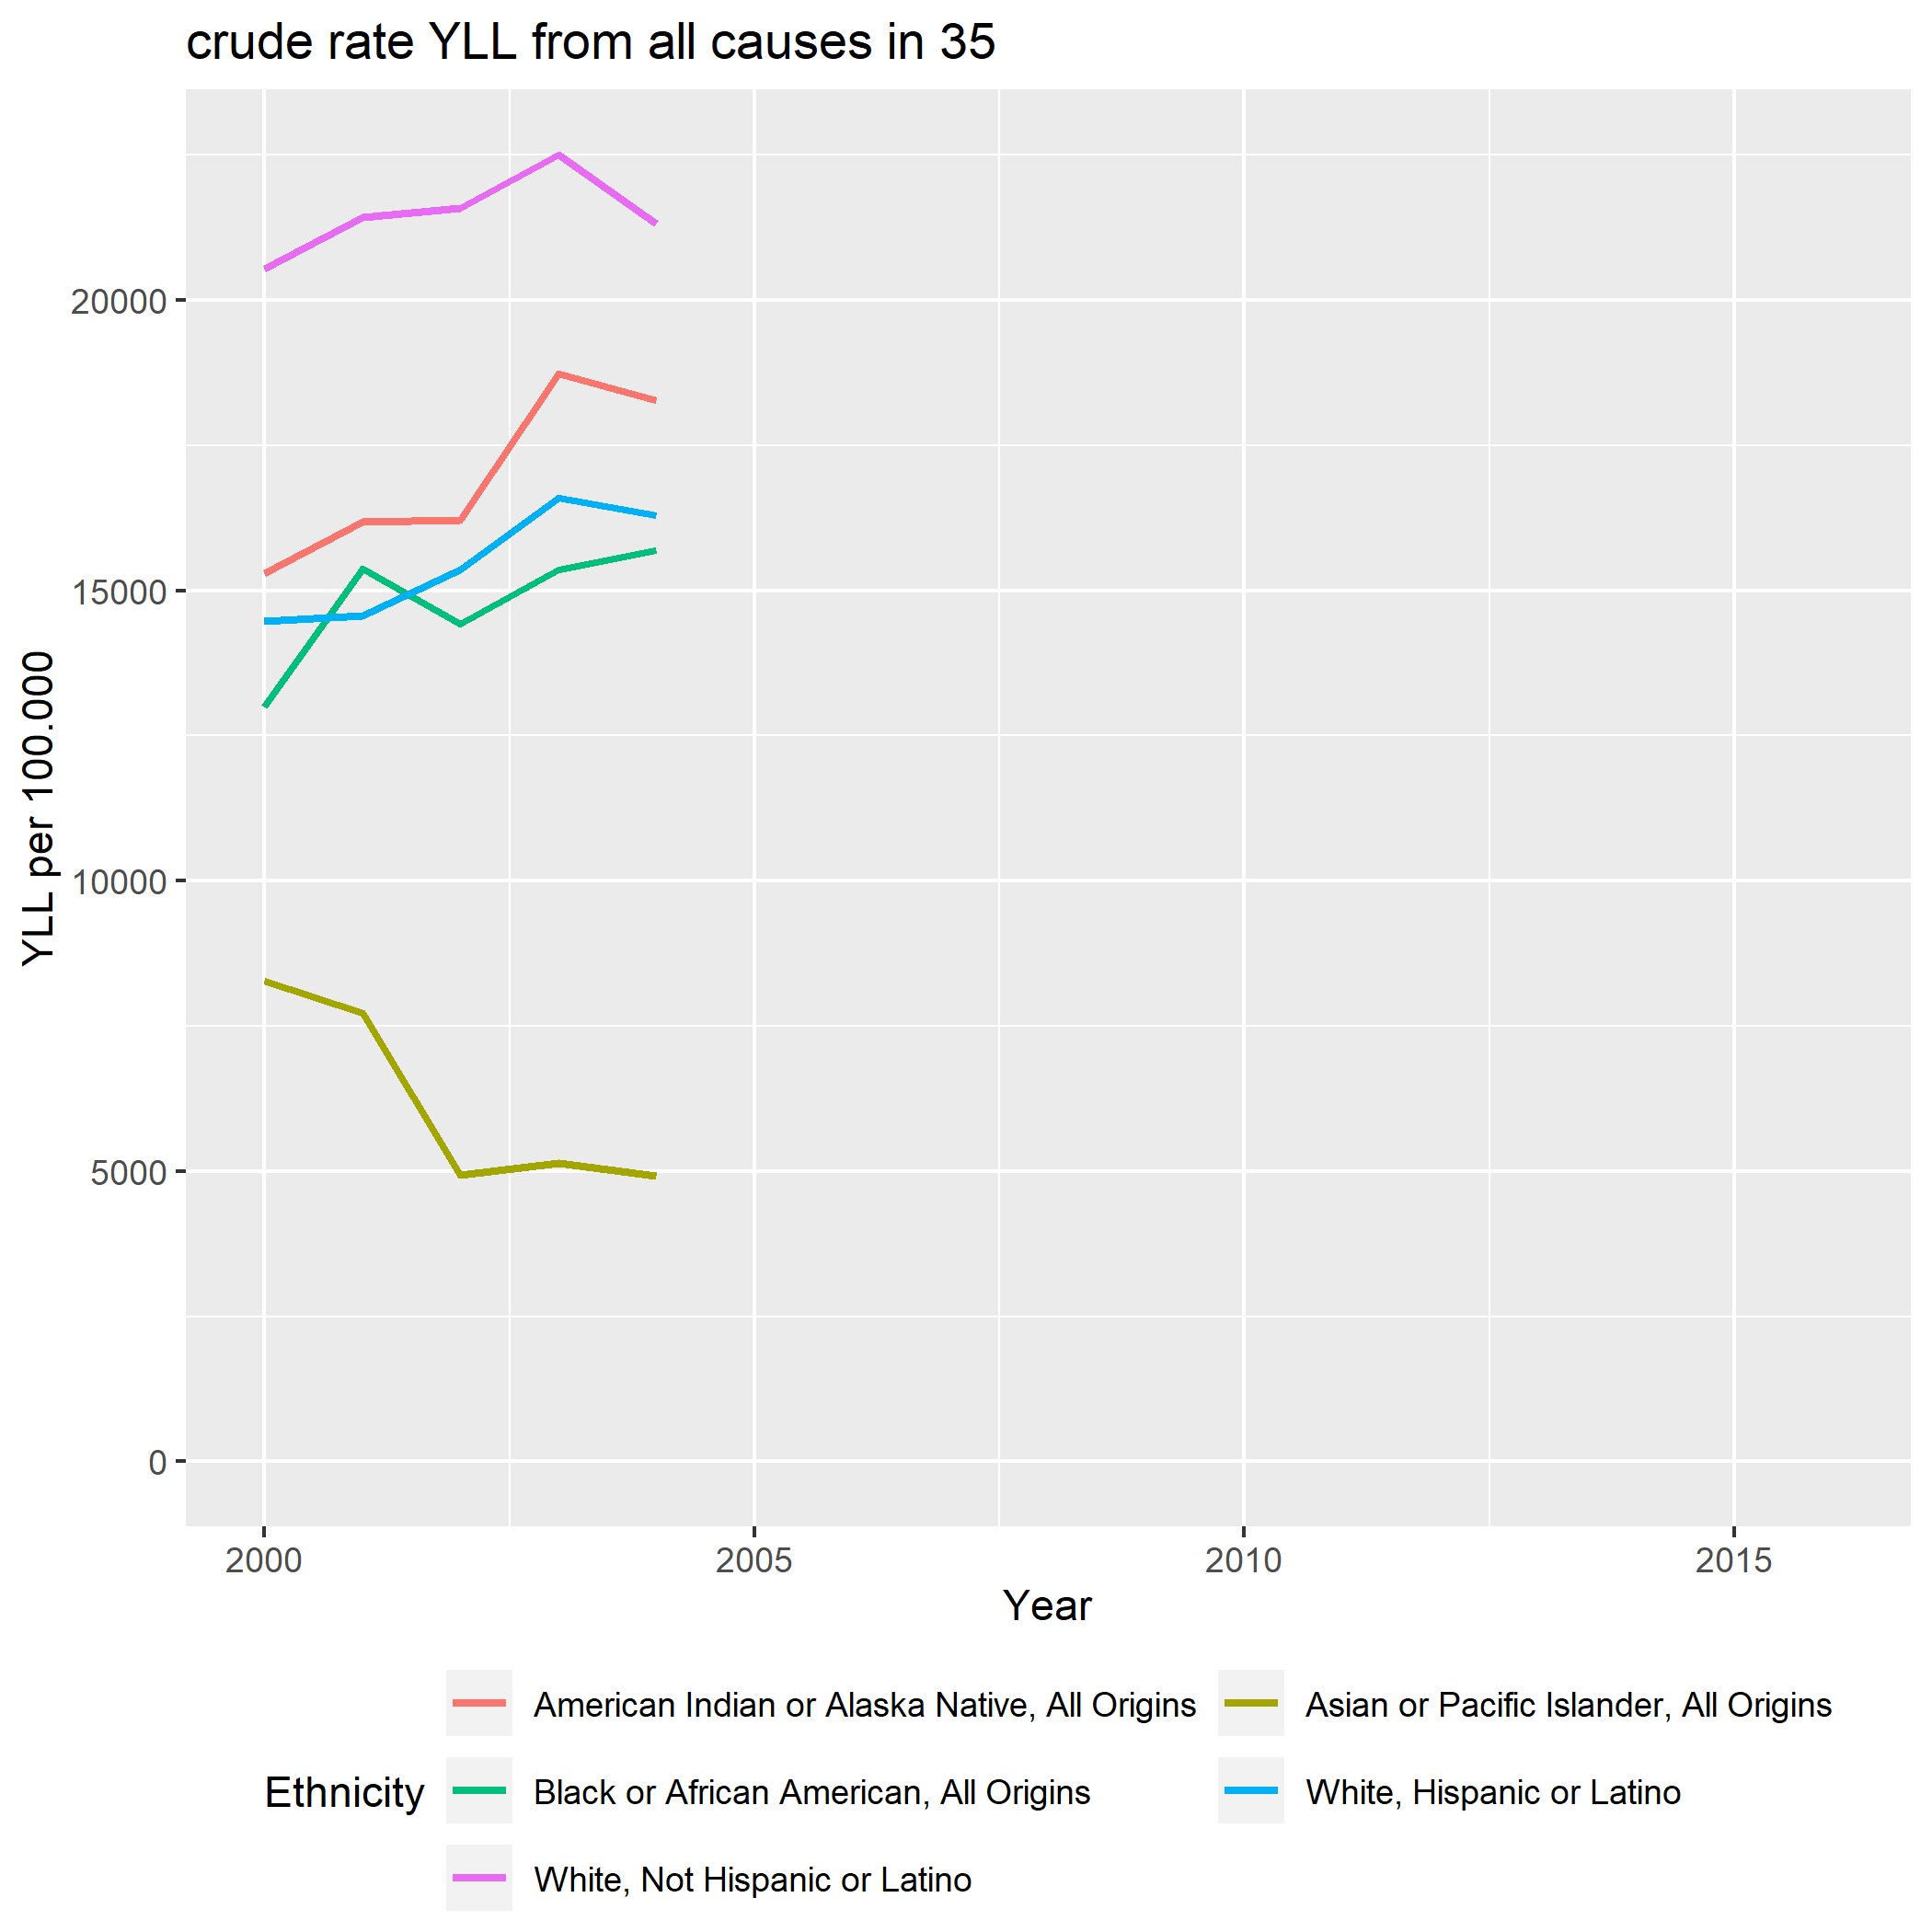 crude rate YLL from all causes in 35
YLL per 100.000
20000
15000
10000
5000
0
2000 2005 2010 2015
Year
Ethnicity
American Indian or Alaska Native, All Origins
Asian or Pacific Islander, All Origins
Black or African American, All Origins
White, Hispanic or Latino
White, Not Hispanic or Latino